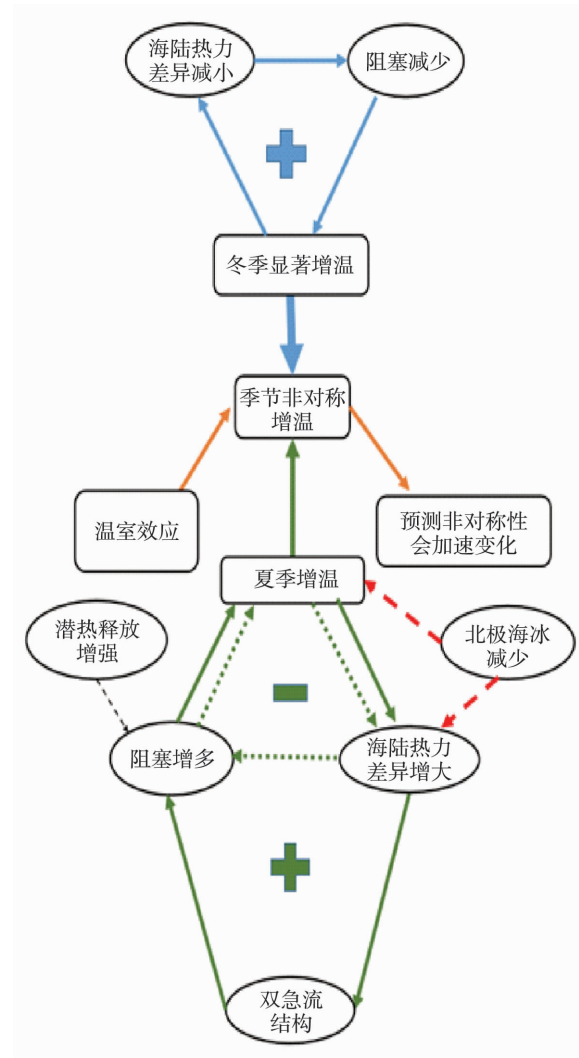 海陆热力
差异减小
阻塞减少
冬季显著增温
季节非对称
增温
温室效应
预测非对称性
会加速变化
夏季增温
潜热释放
增强
北极海冰
减少
阻塞增多
海陆热力
差异增大
双急流
结构